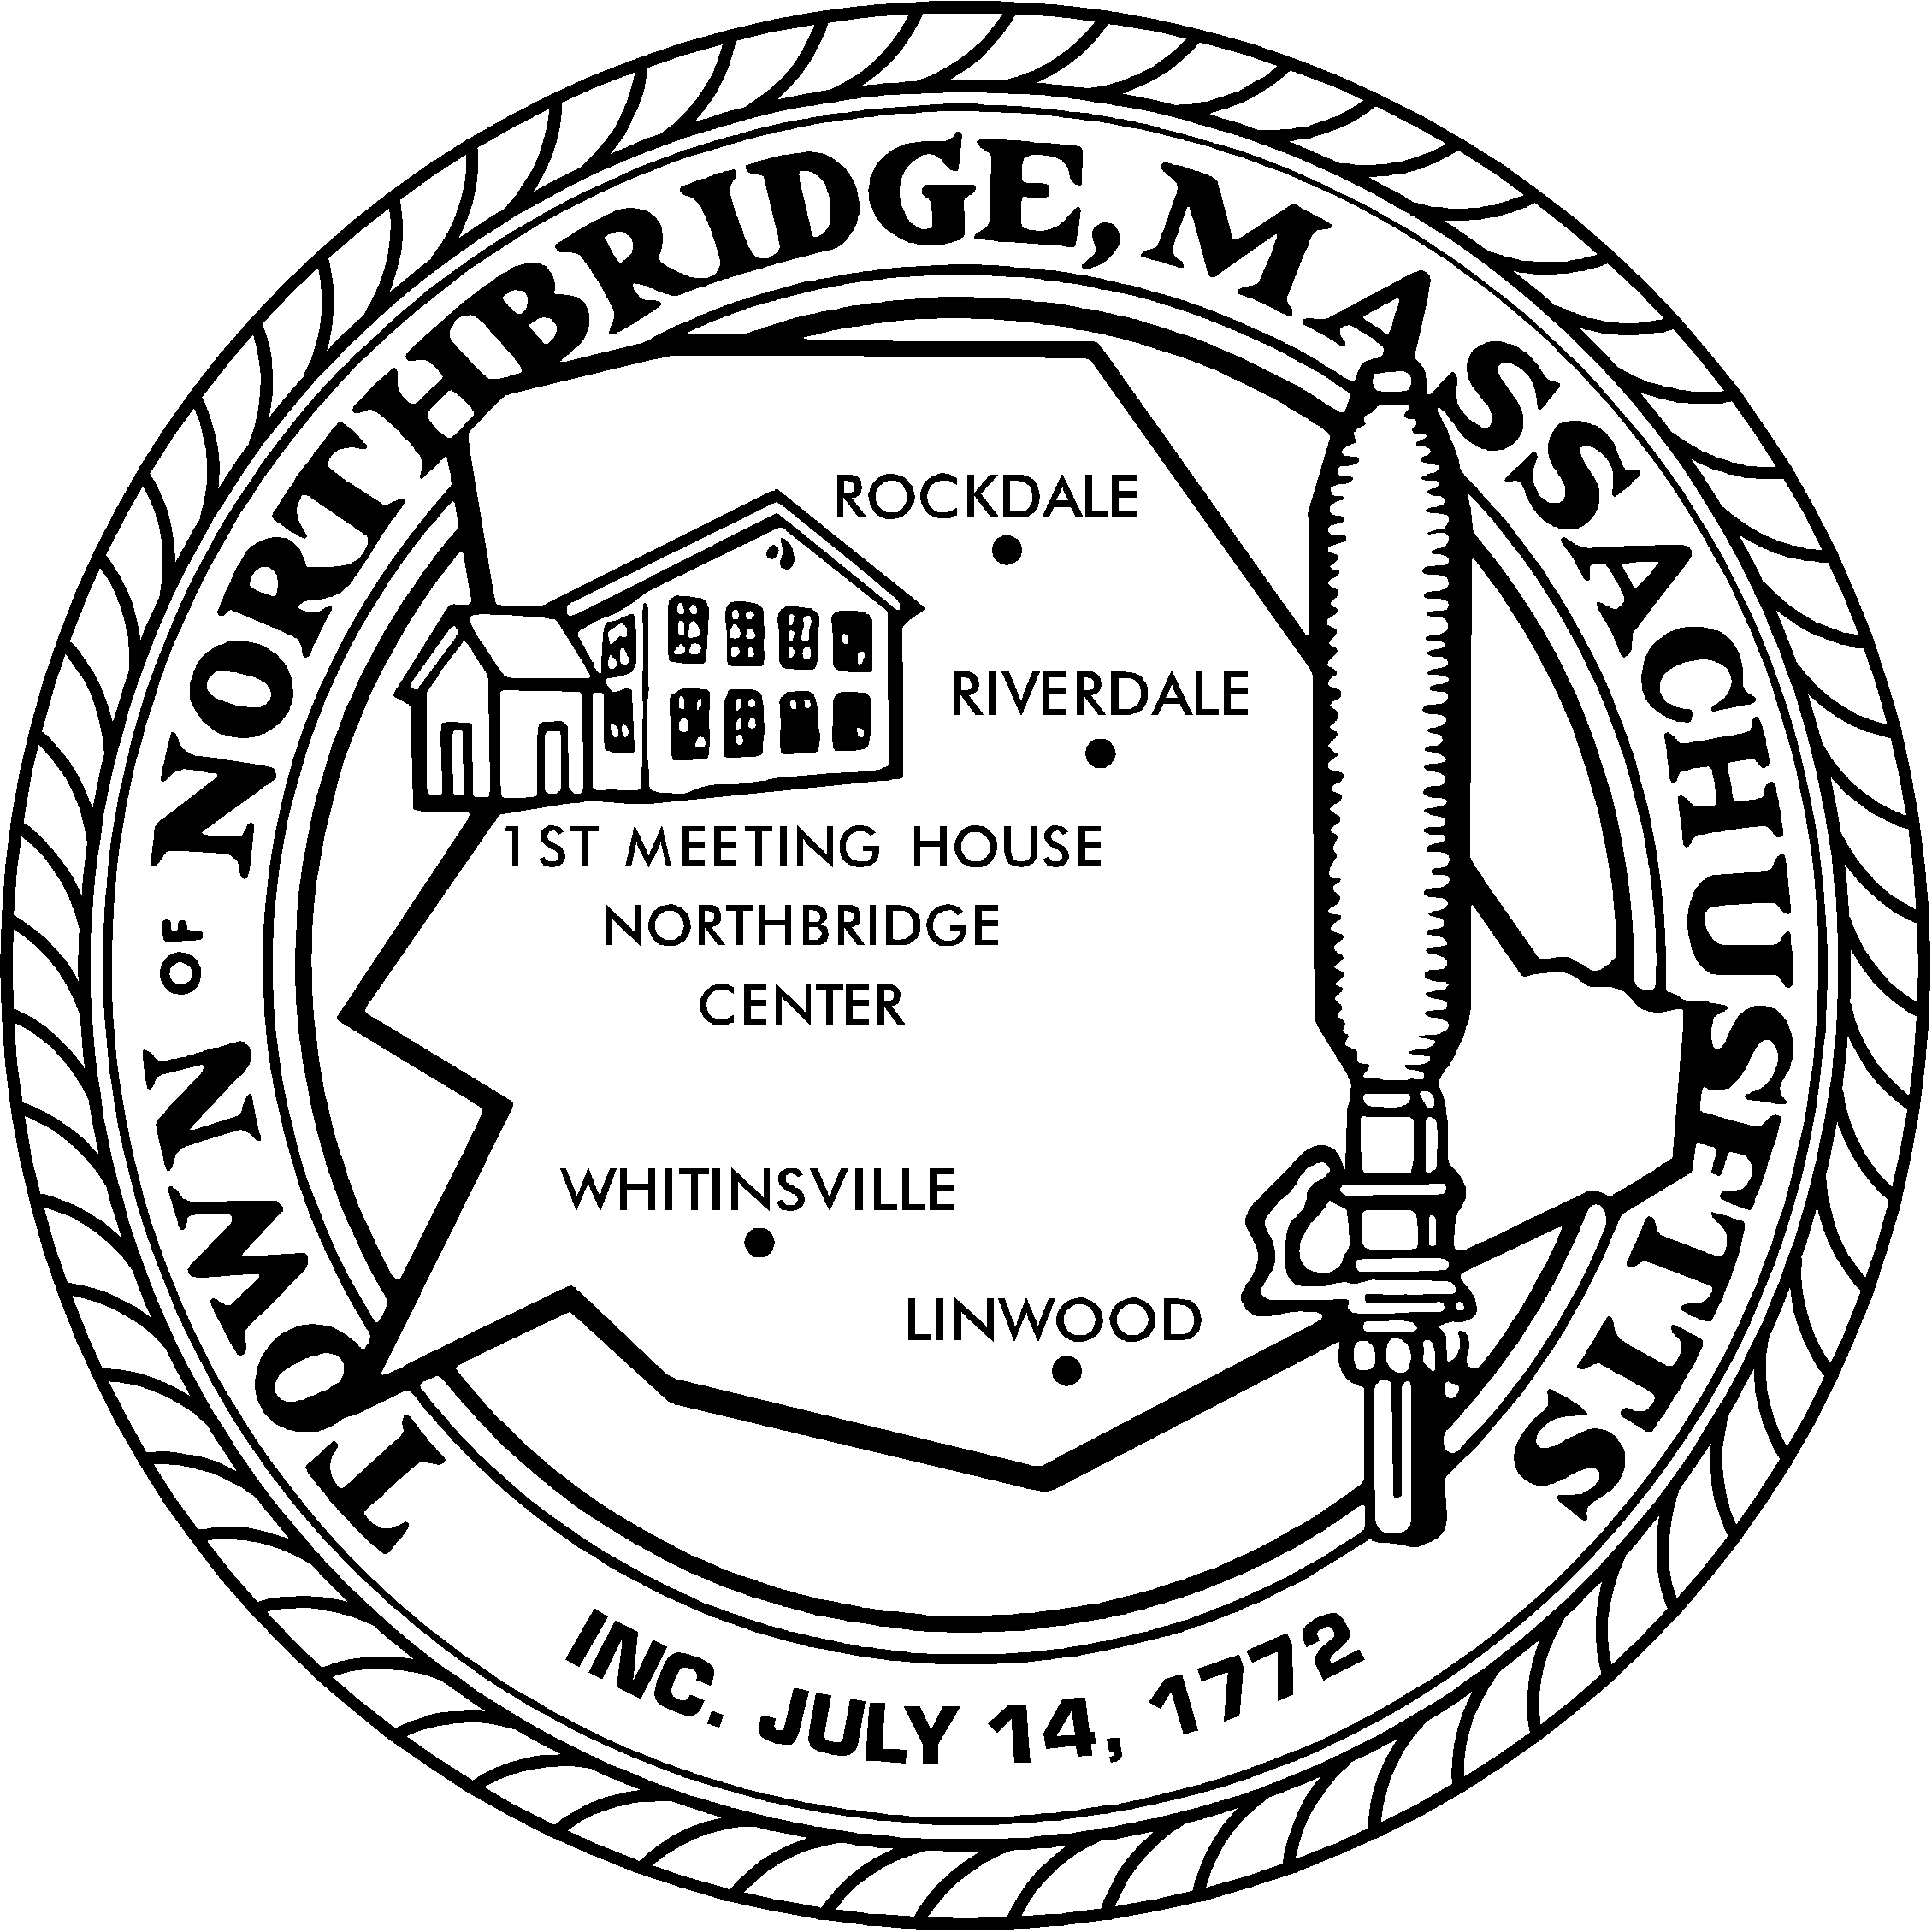 TOWN OF NORTHBRIDGE, MASSACHUSETTS
ROCKDALE
RIVERDALE
1ST MEETING HOUSE
NORTHBRIDGE
CENTER
WHITINSVILLE
LINWOOD
INC. JULY 14, 1772